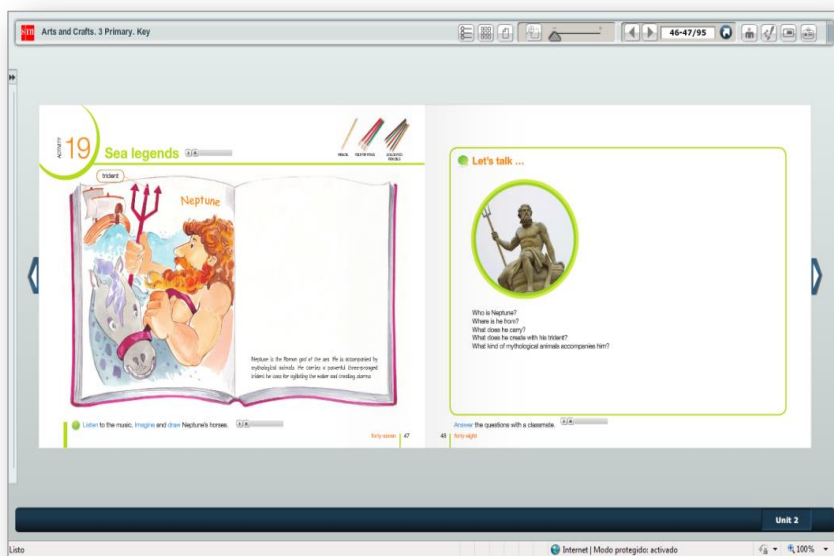 sm
Arts and Crafts. 3 Primary. Key
46-47/95
ACTIVITY
19
Sea legends
PENCIL
COLOURED PENCILS
trident
Neptune
Neptune is the Roman god of the sea. He is accompanied by
mythological animals. He carries a powerful three-pronged
trident he uses for agitating the water and creating storms.
Listen to the music, imagine and draw Neptune's horses.
forty-seven | 47
Let's talk ...
Who is Neptune?
Where is he from?
What does he carry?
What does he create with his trident?
What kind of mythological animals accompanies him?
Answer the questions with a classmate.
48 | forty-eight
Unit 2
Listo
Internet | Modo protegido: activado
100%